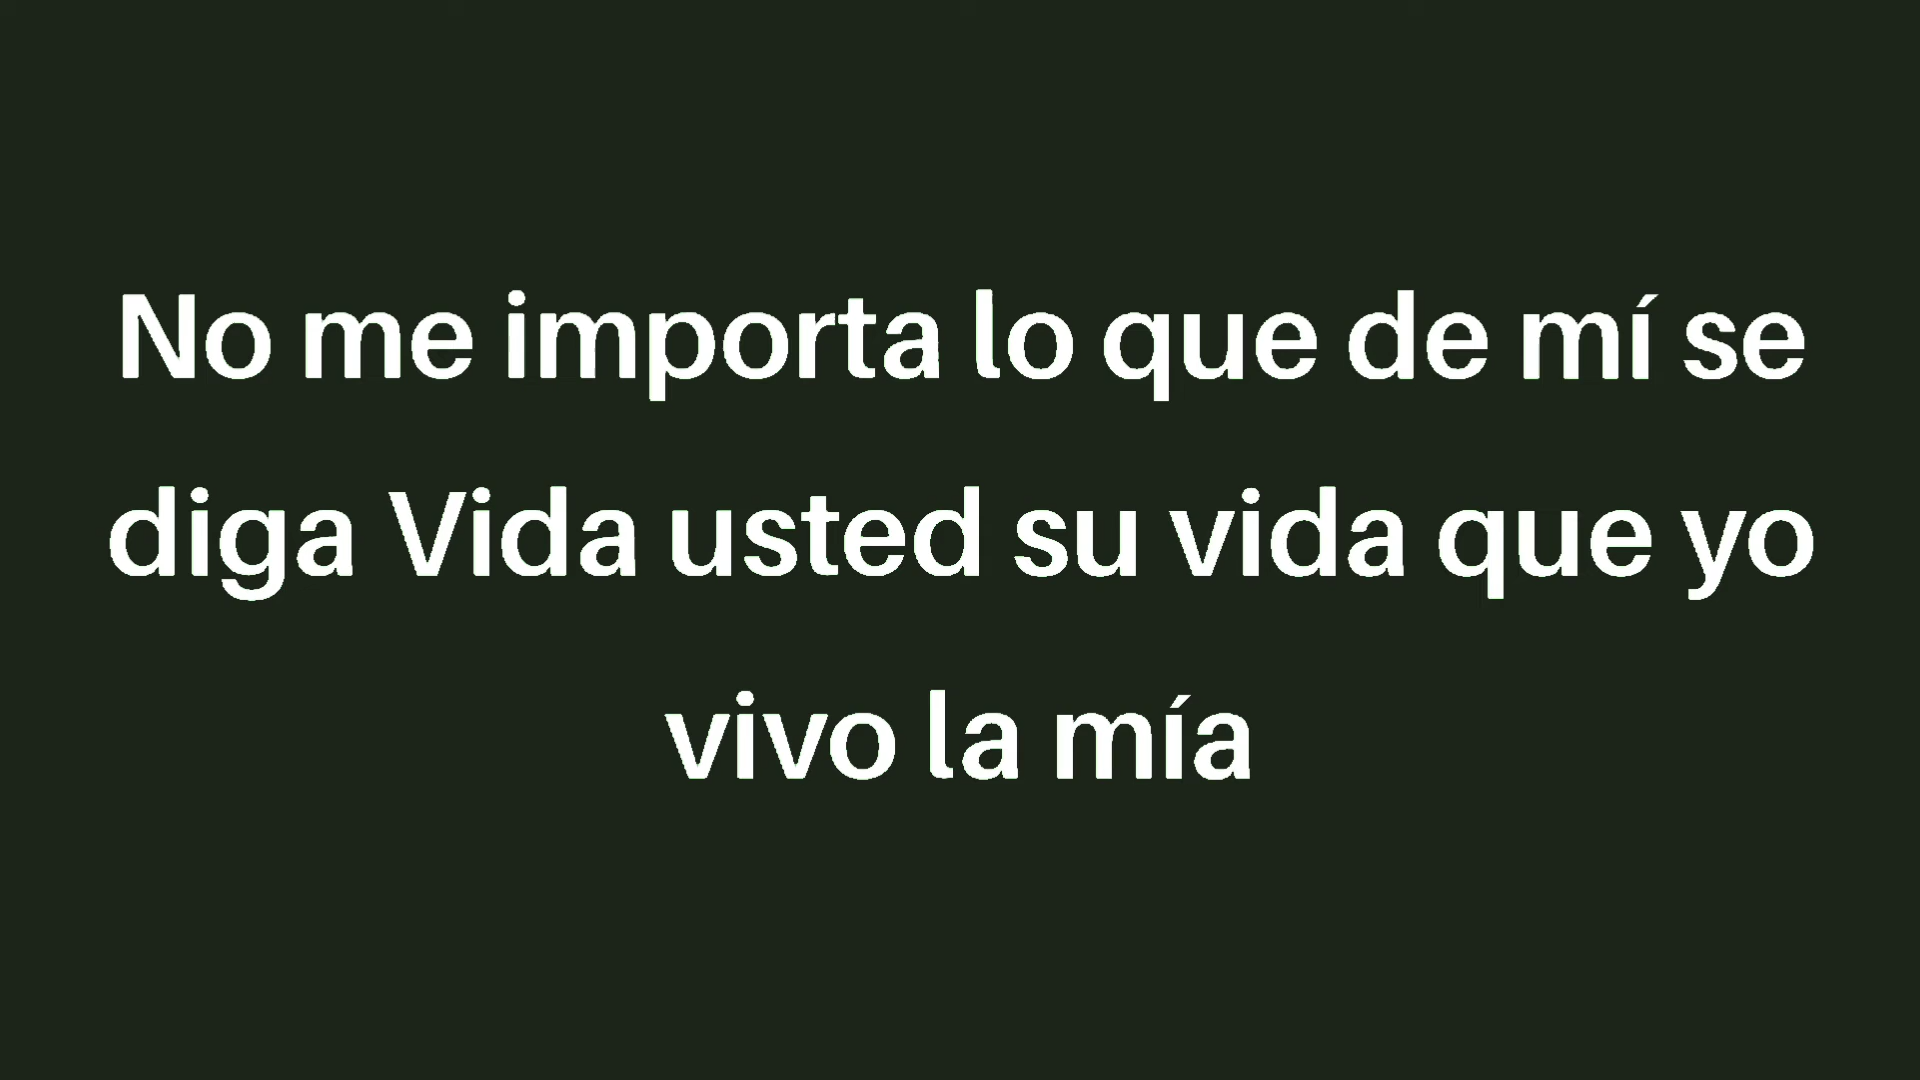 No me importa lo que de mí se
diga Vida usted su vida que yo
vivo la mía